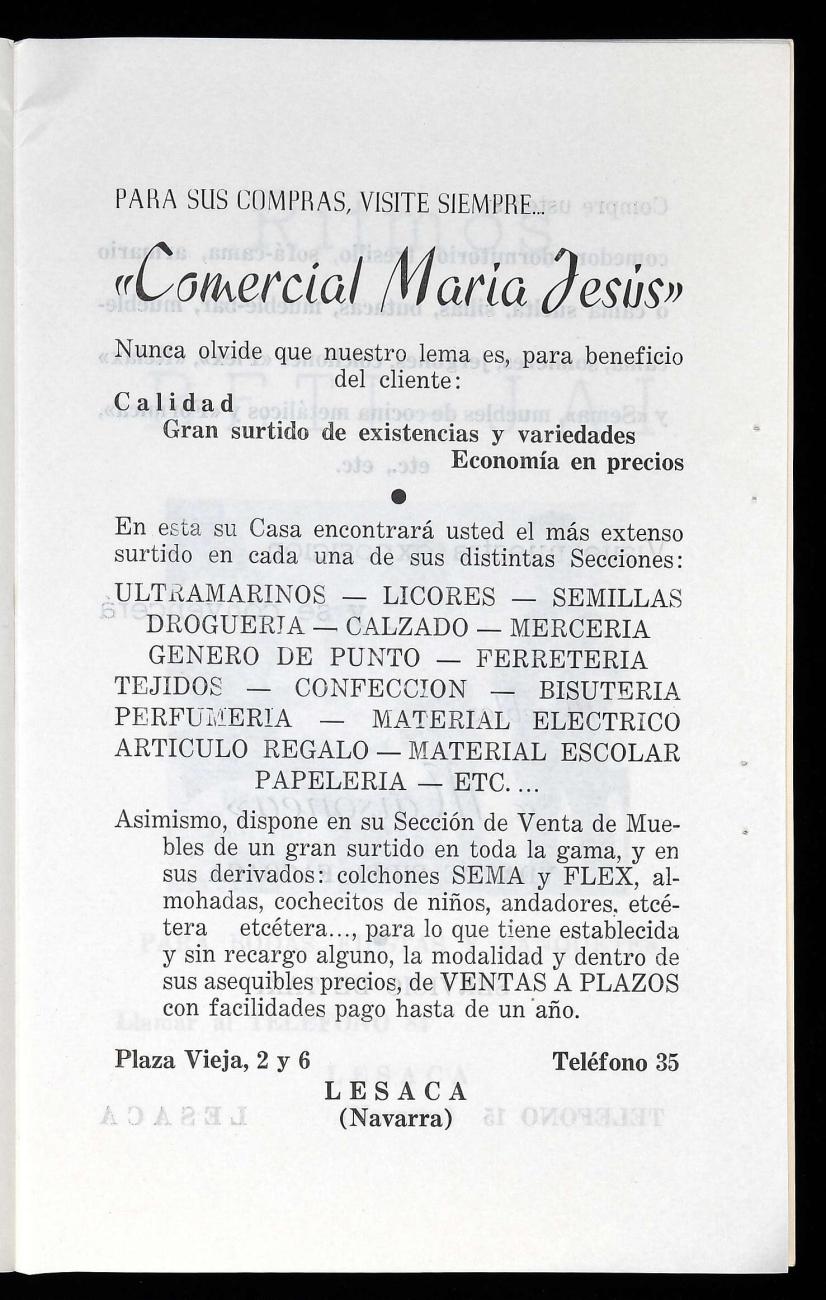 PARA SUS COMPRAS, VISITE SIEMPRE...
«Comercial María Jesús»
Nunca olvide que nuestro lema es, para beneficio
del cliente:
Calidad
Gran surtido de existencias y variedades
Economía en precios
En esta su Casa encontrará usted el más extenso
surtido en cada una de sus distintas Secciones:
ULTRAMARINOS — LICORES — SEMILLAS
DROGUERIA — CALZADO — MERCERIA
GENERO DE PUNTO — FERRETERIA
TEJIDOS — CONFECCION — BISUTERIA
PERFUMERIA — MATERIAL ELECTRICO
ARTICULO REGALO — MATERIAL ESCOLAR
PAPELERIA — ETC. ...
Asimismo, dispone en su Sección de Venta de Mue-
bles de un gran surtido en toda la gama, y en
sus derivados: colchones SEMA y FLEX, al-
mohadas, cochecitos de niños, andadores, etcé-
tera etcétera..., para lo que tiene establecida
y sin recargo alguno, la modalidad y dentro de
sus asequibles precios, de VENTAS A PLAZOS
con facilidades pago hasta de un año.
Plaza Vieja, 2 y 6 Teléfono 35
LESACA
(Navarra)